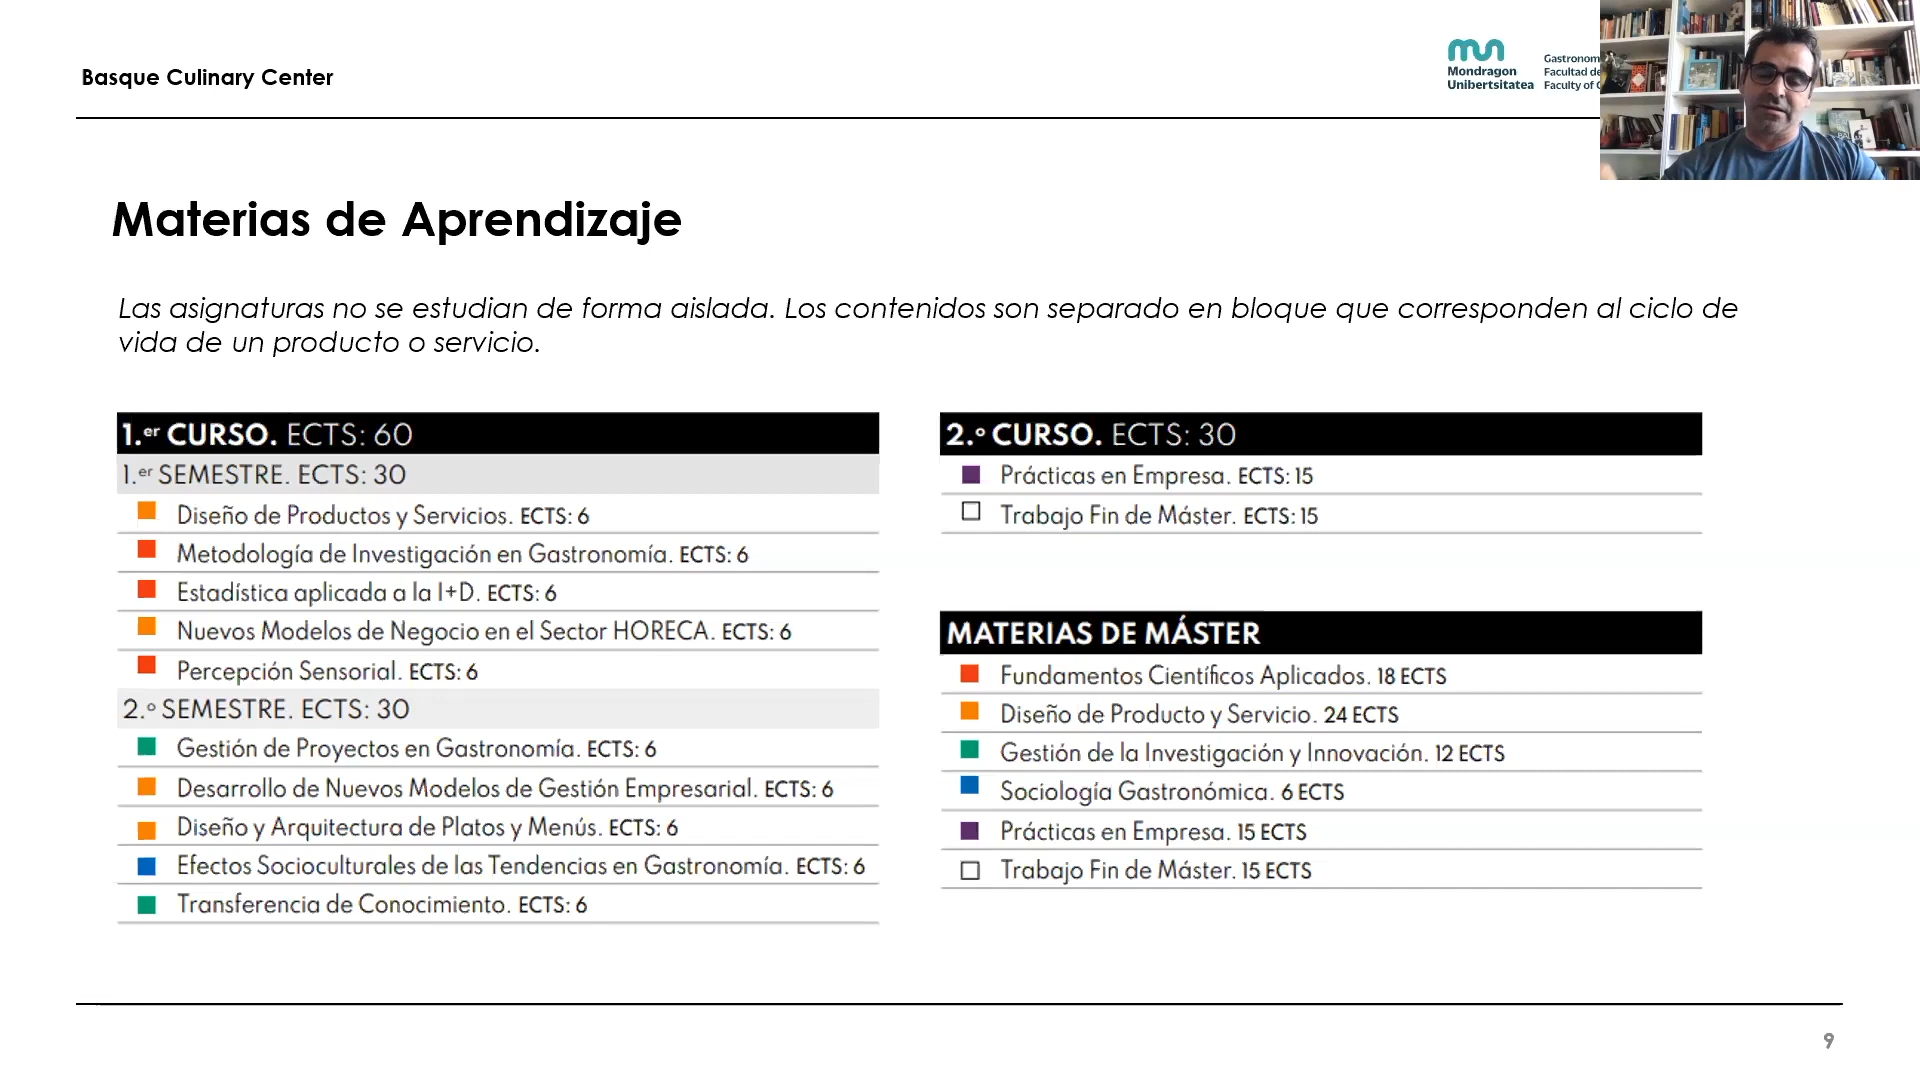 Basque Culinary Center
Mondragon
Unibertsitatea
Facultad
Faculty of
Materias de Aprendizaje
Las asignaturas no se estudian de forma aislada. Los contenidos son separado en bloque que corresponden al ciclo de
vida de un producto o servicio.
1.er CURSO. ECTS: 60
1.er SEMESTRE. ECTS: 30
Diseño de Productos y Servicios. ECTS: 6
Metodología de Investigación en Gastronomía. ECTS: 6
Estadística aplicada a la I+D. ECTS: 6
Nuevos Modelos de Negocio en el Sector HORECA. ECTS: 6
Percepción Sensorial. ECTS: 6
2.º SEMESTRE. ECTS: 30
Gestión de Proyectos en Gastronomía. ECTS: 6
Desarrollo de Nuevos Modelos de Gestión Empresarial. ECTS: 6
Diseño y Arquitectura de Platos y Menús. ECTS: 6
Efectos Socioculturales de las Tendencias en Gastronomía. ECTS: 6
Transferencia de Conocimiento. ECTS: 6
2.º CURSO. ECTS: 30
Prácticas en Empresa. ECTS: 15
Trabajo Fin de Máster. ECTS: 15
MATERIAS DE MÁSTER
Fundamentos Científicos Aplicados. 18 ECTS
Diseño de Producto y Servicio. 24 ECTS
Gestión de la Investigación y Innovación. 12 ECTS
Sociología Gastronómica. 6 ECTS
Prácticas en Empresa. 15 ECTS
Trabajo Fin de Máster. 15 ECTS
9